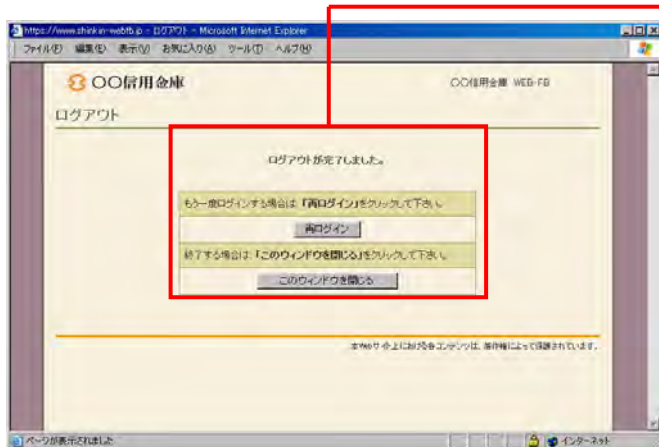 https://www.shinkin-webfb.jp - ログアウト - Microsoft Internet Explorer
ファイル(F) 編集(E) 表示(V) お気に入り(A) ツール(T) ヘルプ(H)
〇〇信用金庫
〇〇信用金庫 WEB-FB
ログアウト
ログアウトが完了しました。
もう一度ログインする場合は「再ログイン」をクリックして下さい。
再ログイン
終了する場合は「このウィンドウを閉じる」をクリックして下さい。
このウィンドウを閉じる
本Webサイト上における各コンテンツは、著作権によって保護されています。
ページが表示されました
インターネット